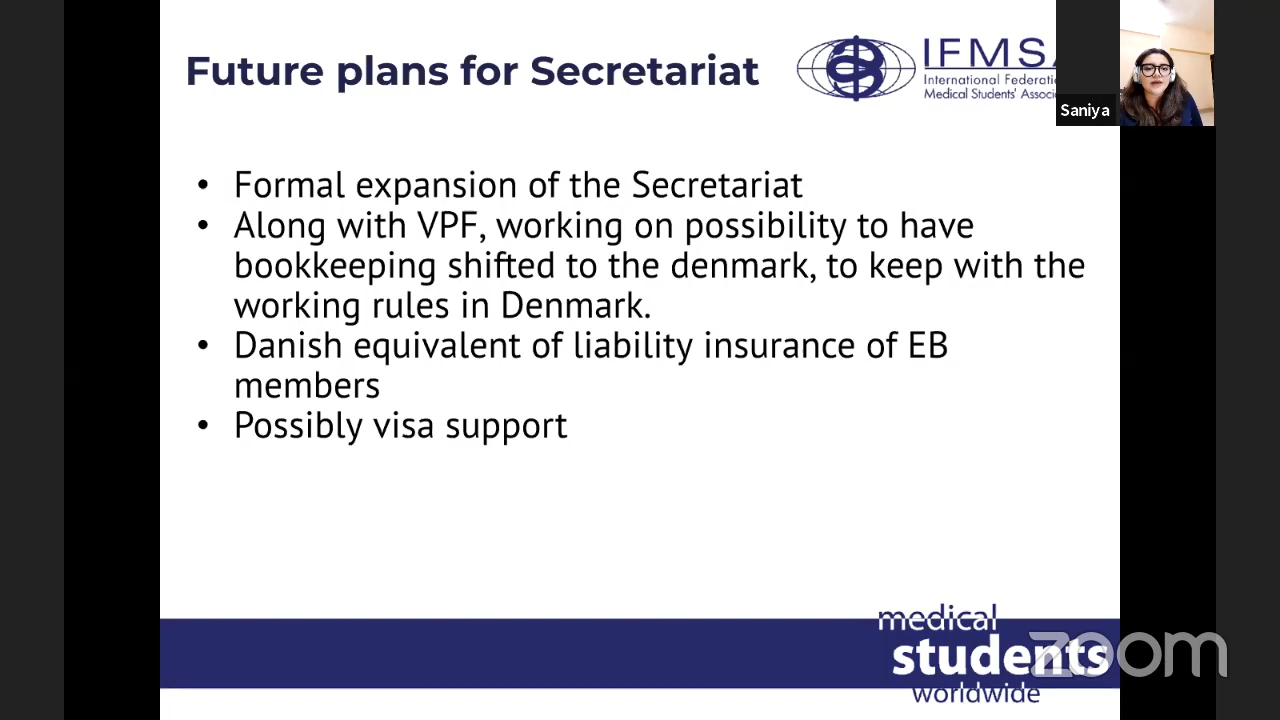 Future plans for Secretariat
IFMSA
International Federatio
Medical Students' Associ
Saniya
• Formal expansion of the Secretariat
• Along with VPF, working on possibility to have
bookkeeping shifted to the denmark, to keep with the
working rules in Denmark.
• Danish equivalent of liability insurance of EB
members
• Possibly visa support
medical
students
worldwide
zoom